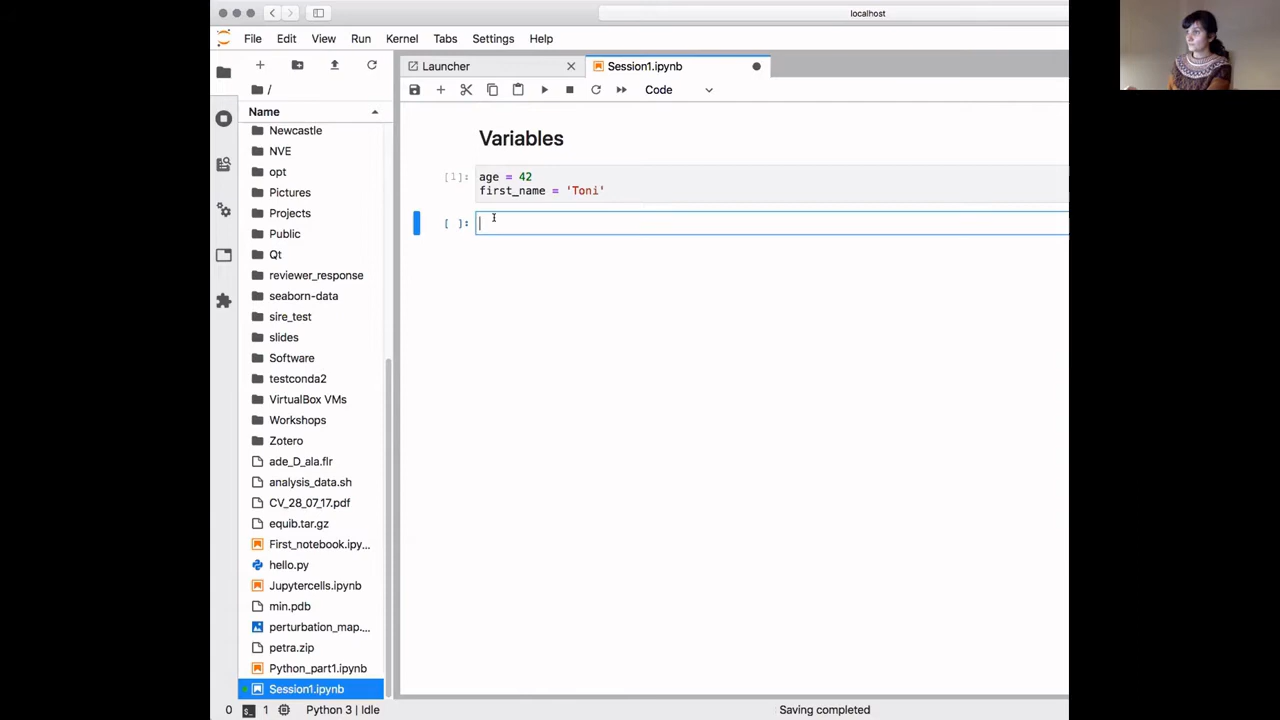 localhost
File Edit View Run Kernel Tabs Settings Help
Launcher
Session1.ipynb
/
Code
Name
Newcastle
NVE
opt
Pictures
Projects
Public
Qt
reviewer_response
seaborn-data
sire_test
slides
Software
testconda2
VirtualBox VMs
Workshops
Zotero
ade_D_ala.flr
analysis_data.sh
CV_28_07_17.pdf
equib.tar.gz
First_notebook.ipy...
hello.py
Jupytercells.ipynb
min.pdb
perturbation_map....
petra.zip
Python_part1.ipynb
Session1.ipynb
Variables
[1]: age = 42
first_name = 'Toni'
[ ]:
0 1 Python 3 | Idle
Saving completed